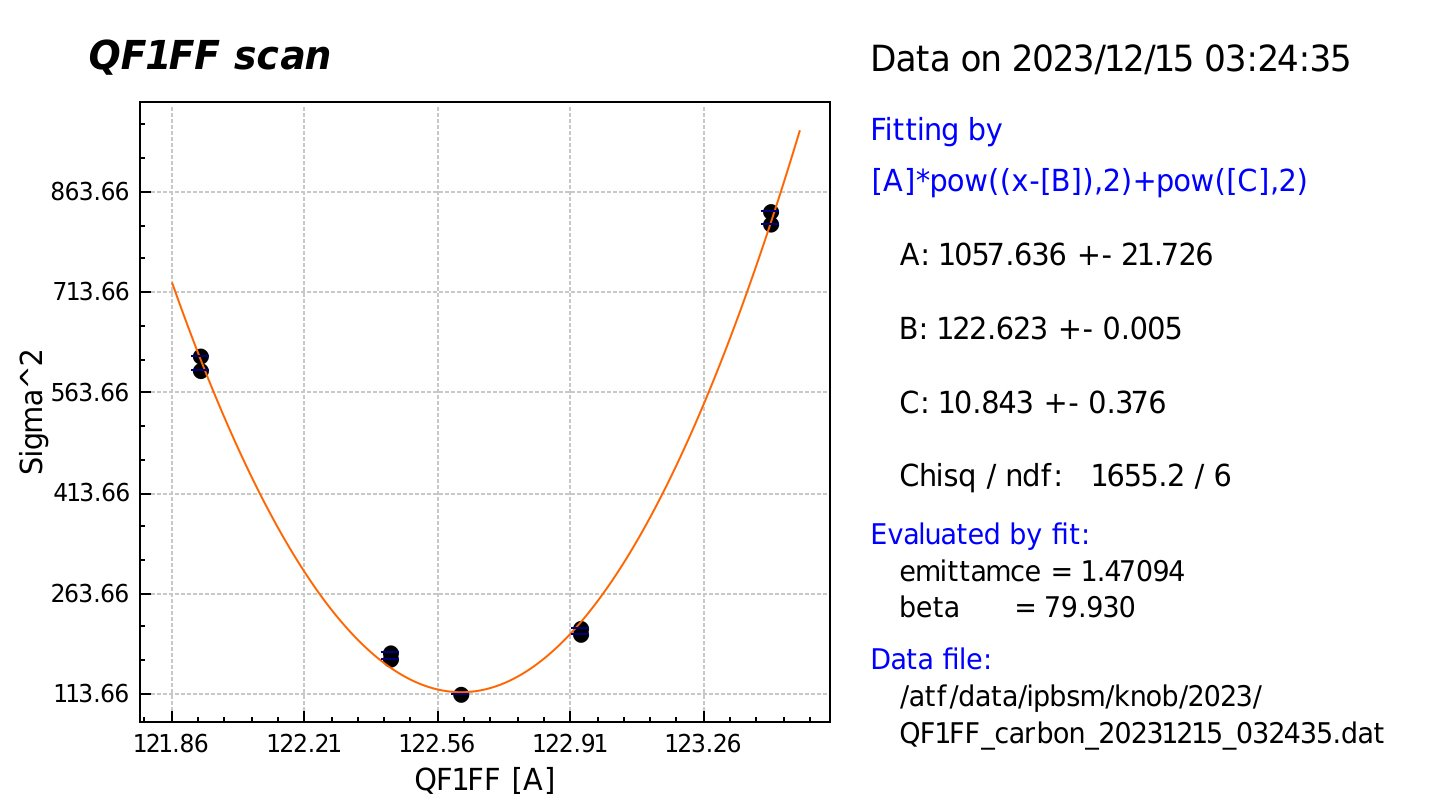 QF1FF scan
Data on 2023/12/15 03:24:35
Fitting by
[A]*pow((x-[B]),2)+pow([C],2)
A: 1057.636 +- 21.726
B: 122.623 +- 0.005
C: 10.843 +- 0.376
Chisq / ndf: 1655.2 / 6
Evaluated by fit:
emittamce = 1.47094
beta = 79.930
Data file:
/atf/data/ipbsm/knob/2023/
QF1FF_carbon_20231215_032435.dat
Sigma^2
863.66
713.66
563.66
413.66
263.66
113.66
121.86 122.21 122.56 122.91 123.26
QF1FF [A]